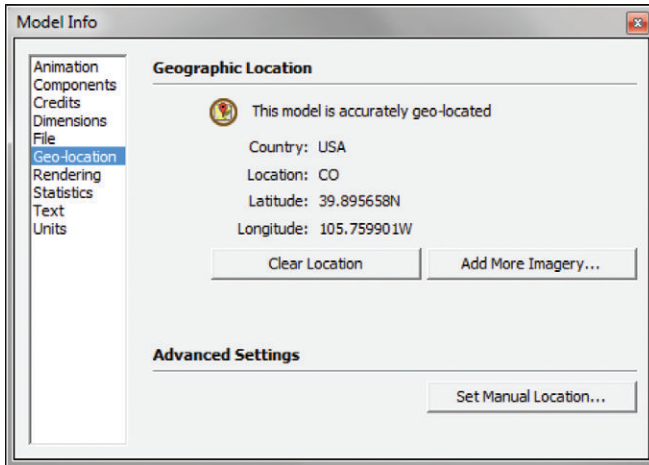 Model Info
Animation
Components
Credits
Dimensions
File
Geo-location
Rendering
Statistics
Text
Units
Geographic Location
This model is accurately geo-located
Country: USA
Location: CO
Latitude: 39.895658N
Longitude: 105.759901W
Clear Location
Add More Imagery...
Advanced Settings
Set Manual Location...